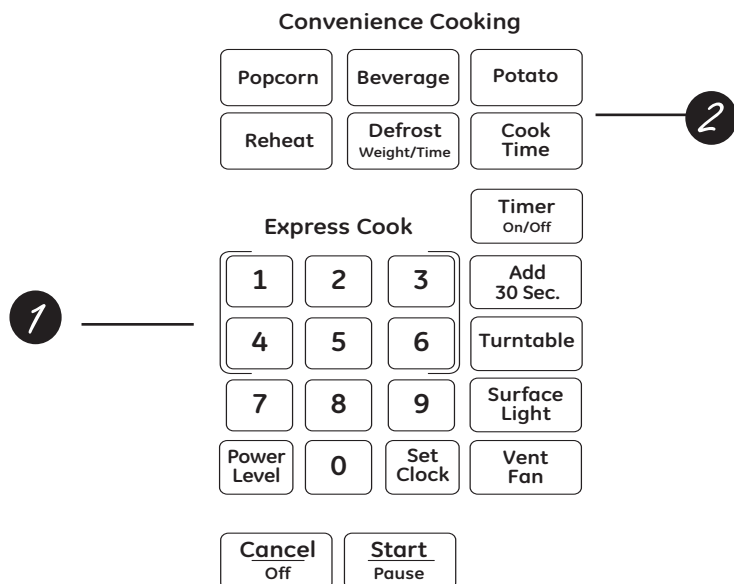 Convenience Cooking
Popcorn
Beverage
Potato
2
Reheat
Defrost
Weight/Time
Cook
Time
Timer
On/Off
Express Cook
1
2
3
Add
30 Sec.
1
4
5
6
Turntable
7
8
9
Surface
Light
Power
Level
0
Set
Clock
Vent
Fan
Cancel
Off
Start
Pause